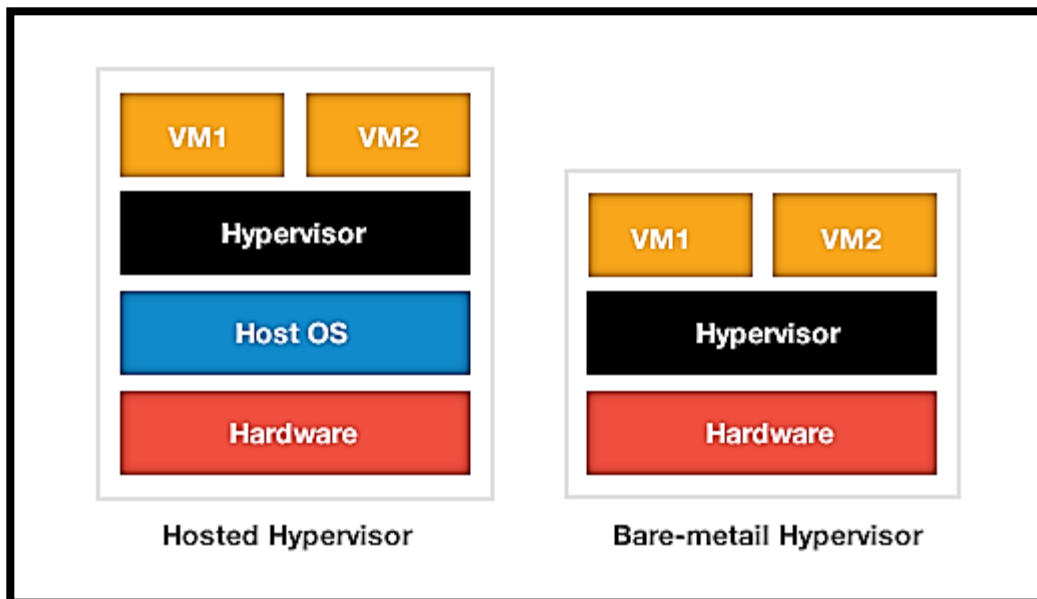 VM1 VM2
Hypervisor
Host OS
Hardware
Hosted Hypervisor
VM1 VM2
Hypervisor
Hardware
Bare-metail Hypervisor